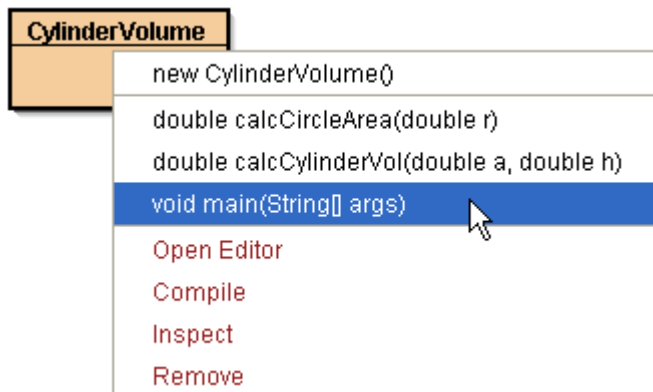 CylinderVolume
new CylinderVolume()
double calcCircleArea(double r)
double calcCylinderVol(double a, double h)
void main(String[] args)
Open Editor
Compile
Inspect
Remove